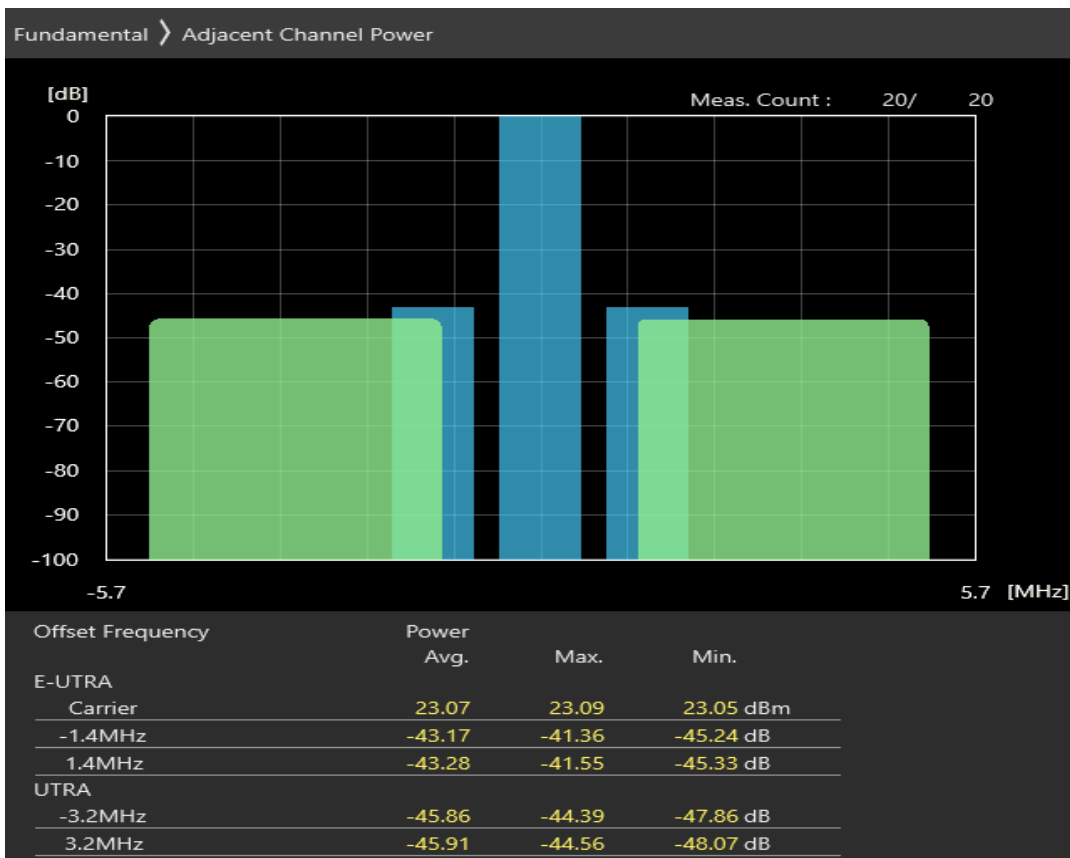 Fundamental 〉 Adjacent Channel Power
[dB]
Meas. Count : 20/ 20
0
-10
-20
-30
-40
-50
-60
-70
-80
-90
-100
-5.7 5.7 [MHz]
Offset Frequency Power
Avg. Max. Min.
E-UTRA
Carrier 23.07 23.09 23.05 dBm
-1.4MHz -43.17 -41.36 -45.24 dB
1.4MHz -43.28 -41.55 -45.33 dB
UTRA
-3.2MHz -45.86 -44.39 -47.86 dB
3.2MHz -45.91 -44.56 -48.07 dB